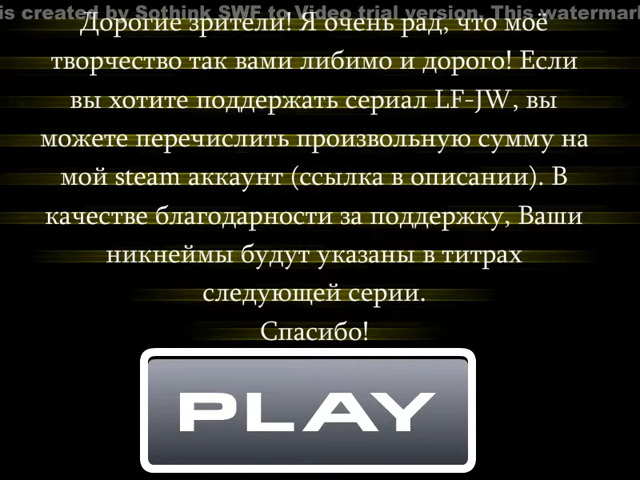 is created by Sothink SWF to Video trial version. This watermark
Дорогие зрители! Я очень рад, что моё
творчество так вами либимо и дорого! Если
вы хотите поддержать сериал LF-JW, вы
можете перечислить произвольную сумму на
мой steam аккаунт (ссылка в описании). В
качестве благодарности за поддержку, Ваши
никнеймы будут указаны в титрах
следующей серии.
Спасибо!
PLAY